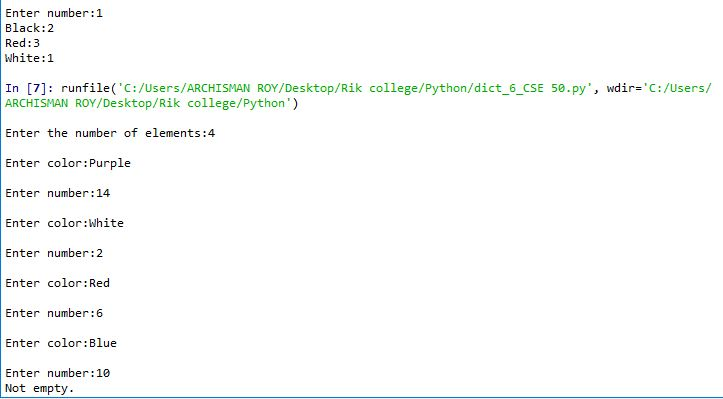 Enter number:1
Black:2
Red:3
White:1
In [7]: runfile('C:/Users/ARCHISMAN ROY/Desktop/Rik college/Python/dict_6_CSE 50.py', wdir='C:/Users/
ARCHISMAN ROY/Desktop/Rik college/Python')
Enter the number of elements:4
Enter color:Purple
Enter number:14
Enter color:White
Enter number:2
Enter color:Red
Enter number:6
Enter color:Blue
Enter number:10
Not empty.